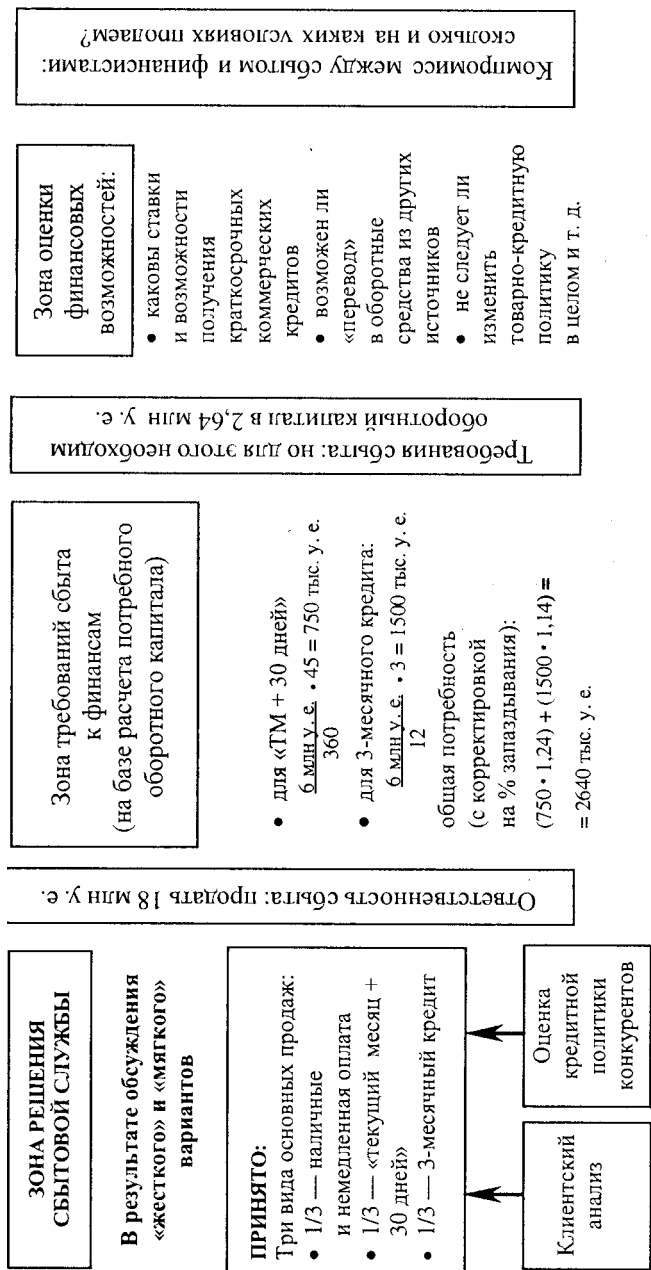 ЗОНА РЕШЕНИЯ
СБЫТОВОЙ СЛУЖБЫ
В результате обсуждения
«жесткого» и «мягкого»
вариантов
ПРИНЯТО:
Три вида основных продаж:
• 1/3 — наличные
и немедленная оплата
• 1/3 — «текущий месяц +
30 дней»
• 1/3 — 3-месячный кредит
Клиентский
анализ
Оценка
кредитной
политики
конкурентов
Ответственность сбыта: продать 18 млн у. е.
Зона требований сбыта
к финансам
(на базе расчета потребного
оборотного капитала)
• для «ТМ + 30 дней»
6 млн у. е. • 45 = 750 тыс. у. е.
360
• для 3-месячного кредита:
6 млн у. е. • 3 = 1500 тыс. у. е.
12
общая потребность
(с корректировкой
на % запаздывания):
(750 • 1,24) + (1500 • 1,14) =
= 2640 тыс. у. е.
Требования сбыта: но для этого необходим
оборотный капитал в 2,64 млн у. е.
Зона оценки
финансовых
возможностей:
• каковы ставки
и возможности
получения
краткосрочных
коммерческих
кредитов
• возможен ли
«перевод»
в оборотные
средства из других
источников
• не следует ли
изменить
товарно-кредитную
политику
в целом и т. д.
Компромисс между сбытом и финансистами:
сколько и на каких условиях продаем?